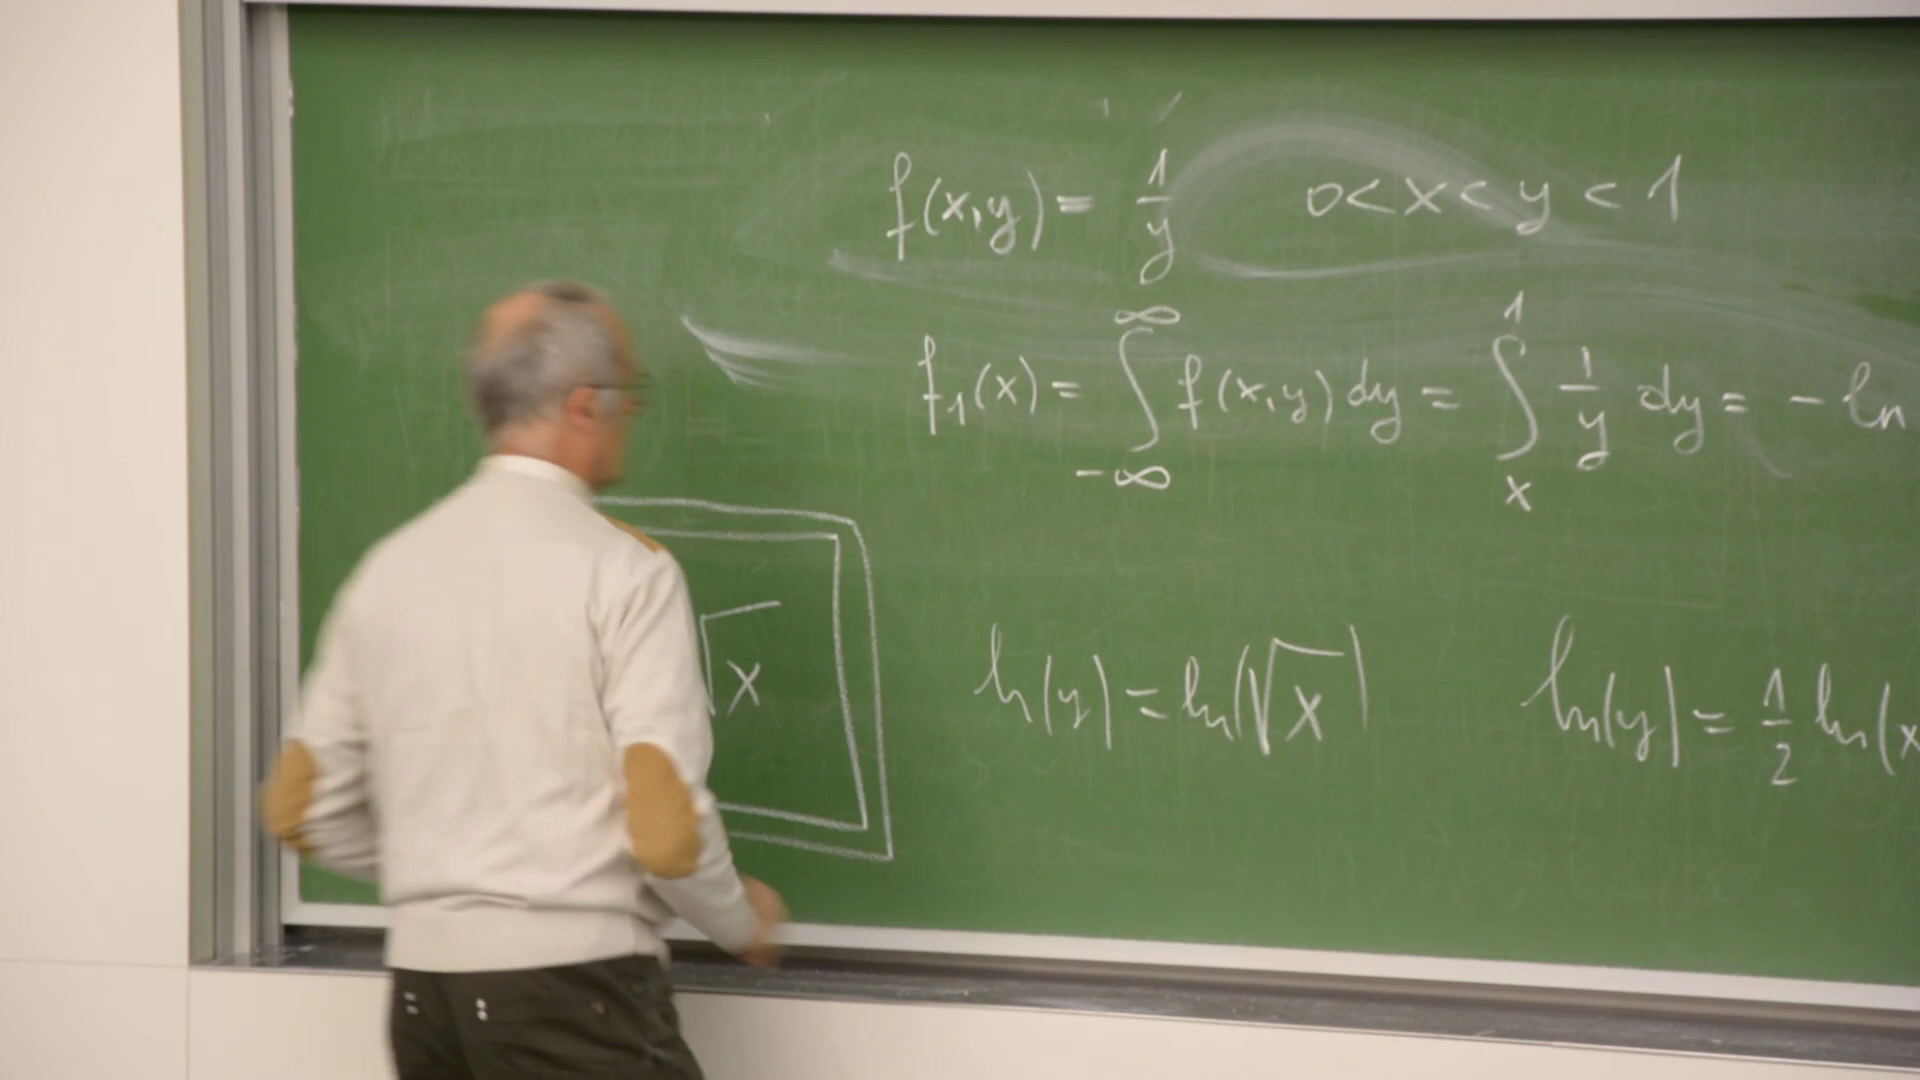 f(x,y) = 1/y 0 < x < y < 1
f₁(x) = ∫_{-∞}^{∞} f(x,y) dy = ∫_{x}^{1} 1/y dy = - ln
√x
ln(y) = ln(√x)
ln(y) = 1/2 ln(x